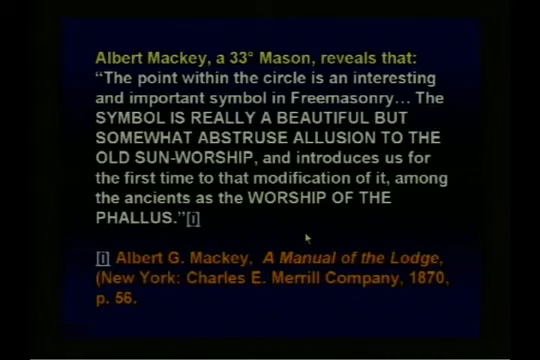 Albert Mackey, a 33° Mason, reveals that:
“The point within the circle is an interesting
and important symbol in Freemasonry... The
SYMBOL IS REALLY A BEAUTIFUL BUT
SOMEWHAT ABSTRUSE ALLUSION TO THE
OLD SUN-WORSHIP, and introduces us for
the first time to that modification of it, among
the ancients as the WORSHIP OF THE
PHALLUS.”[i]
[i] Albert G. Mackey, A Manual of the Lodge,
(New York: Charles E. Merrill Company, 1870,
p. 56.